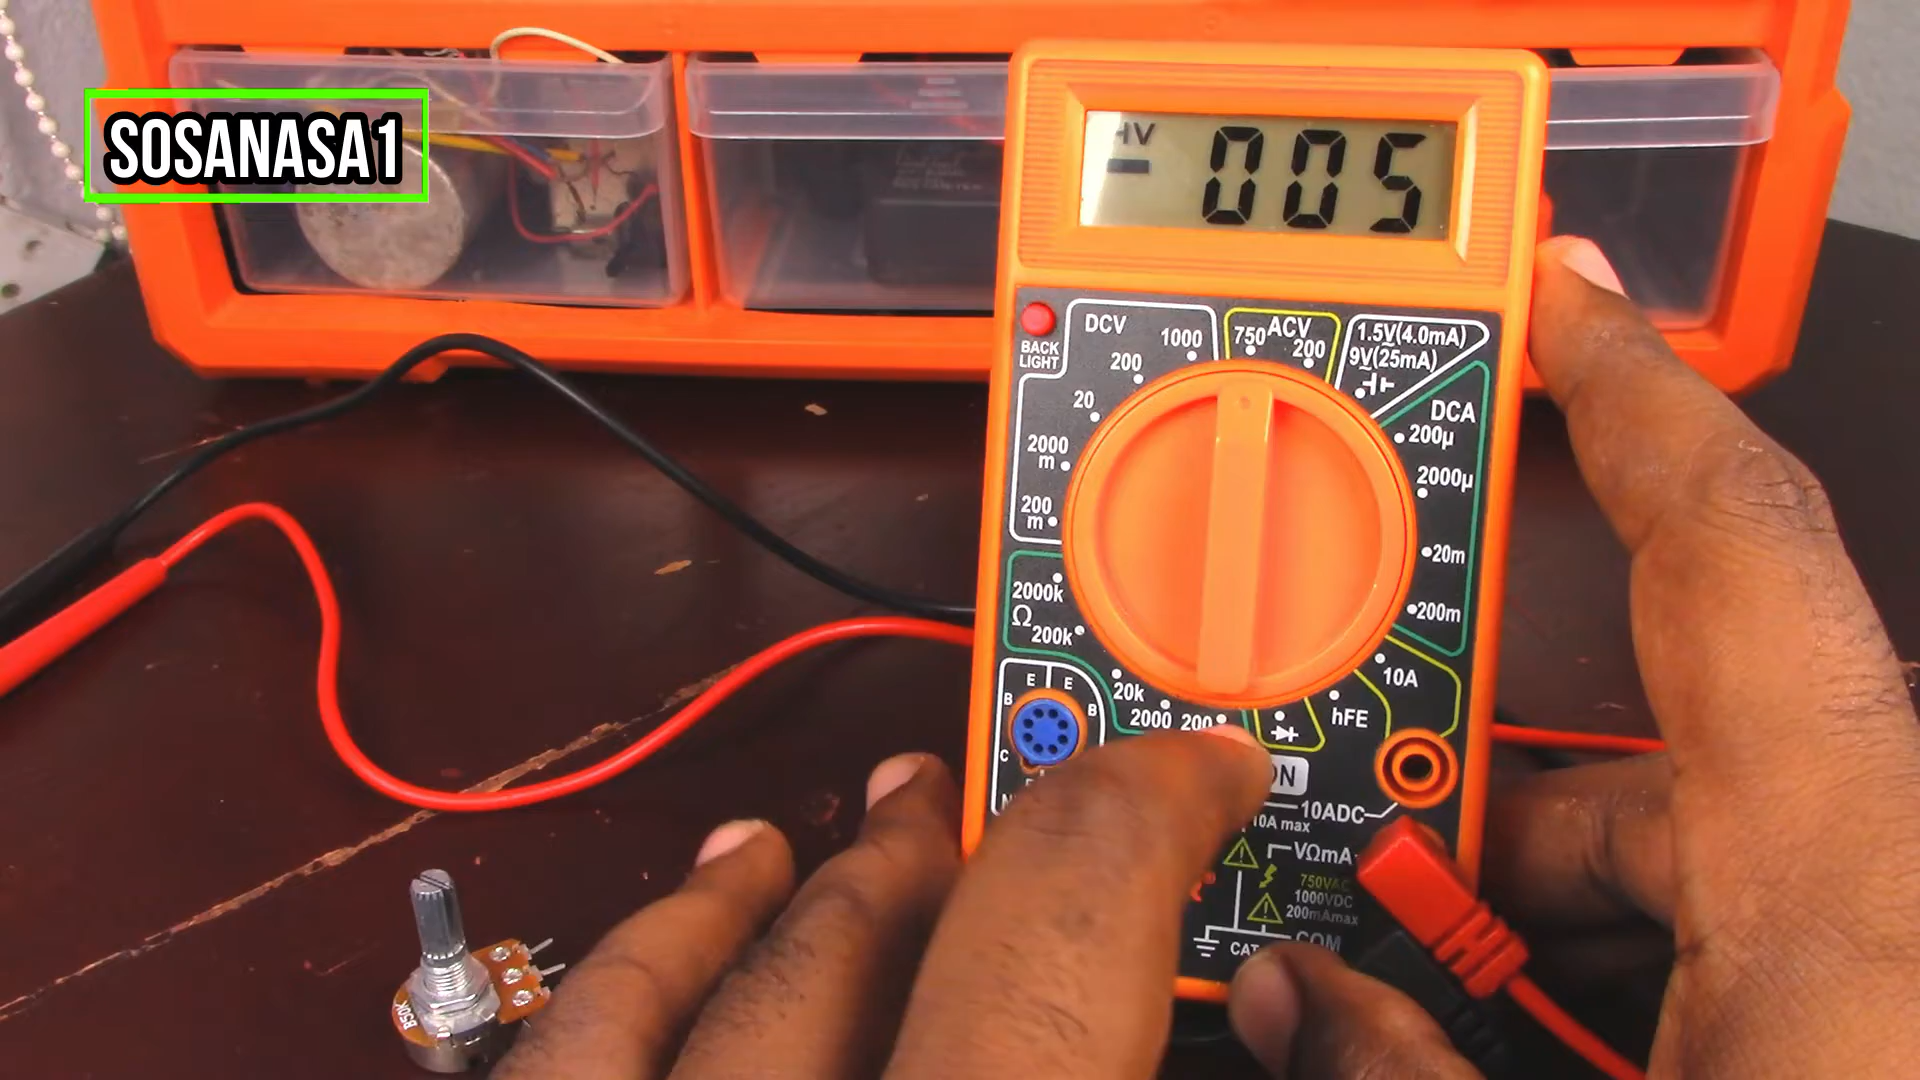 SOSANASA1
HV
- 005
BACK
LIGHT
DCV
1000
200
20
2000
m
200
m
750 ACV
200
1.5V(4.0mA)
9V(25mA)
DCA
200µ
2000µ
20m
200m
10A
hFE
2000k
Ω
200k
20k
2000
200
E
E
B
B
C
10ADC
10A max
VΩmA
750VAC
1000VDC
200mAmax
COM
CAT
B50K